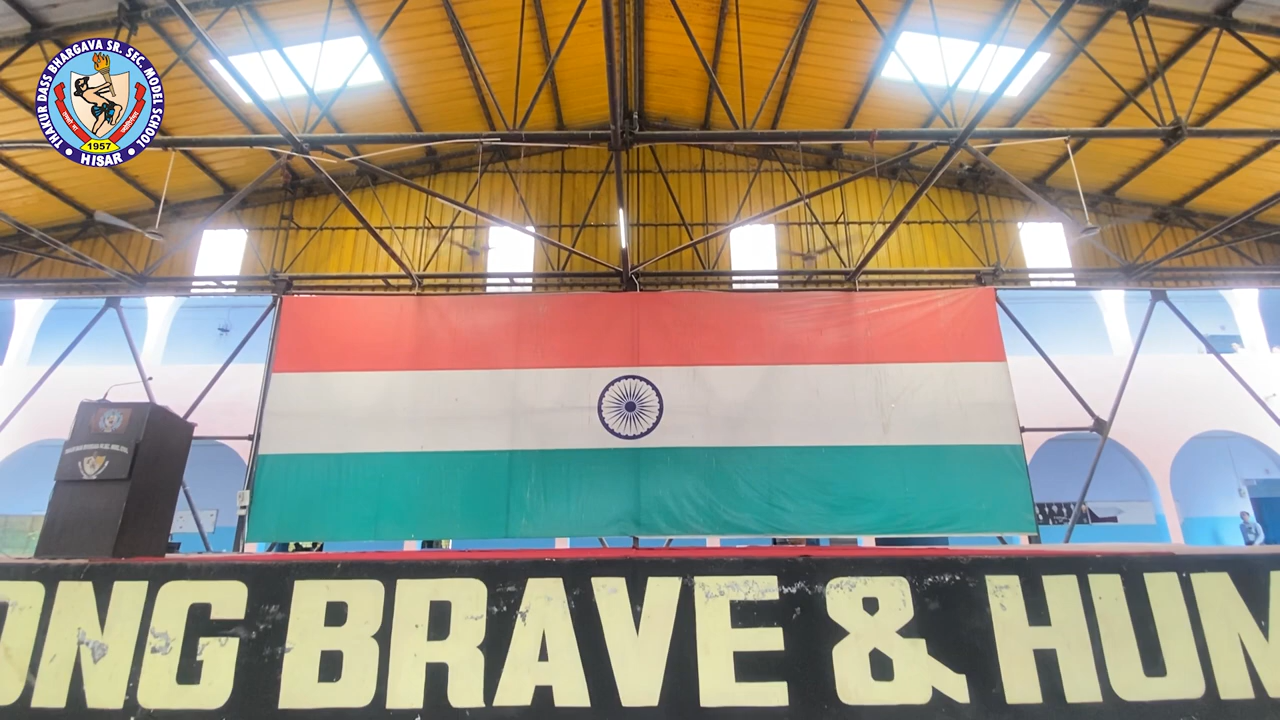 THAKUR DASS BHARGAVA SR. SEC. MODEL SCHOOL
1957
• HISAR •
ONG BRAVE & HUM